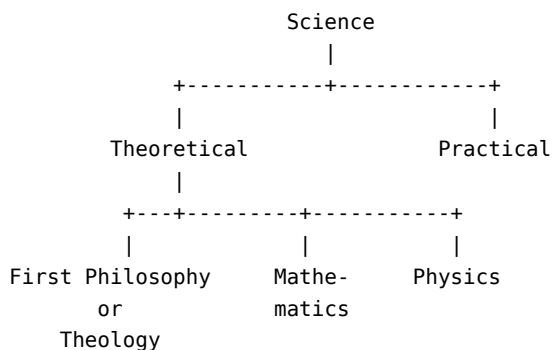 Science
Theoretical Practical
First Philosophy Mathe- Physics
or matics
Theology